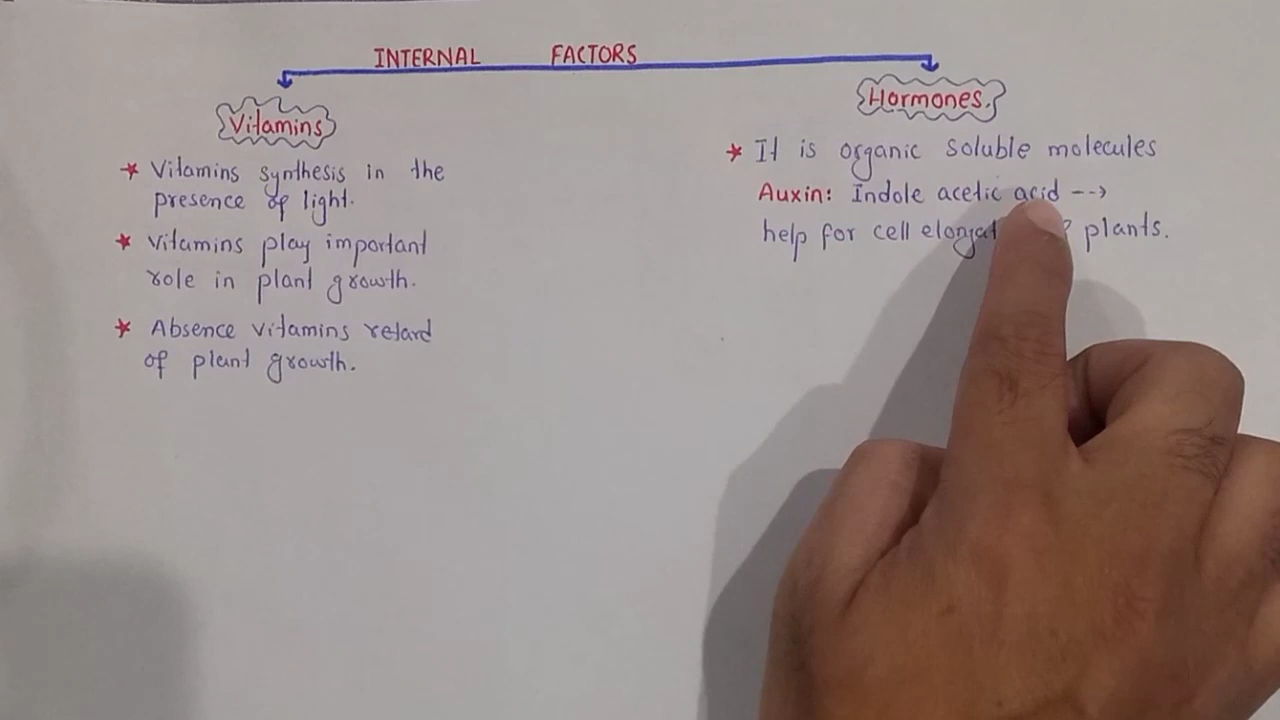 INTERNAL FACTORS
Vitamins
* Vitamins synthesis in the
presence of light.
* Vitamins play important
role in plant growth.
* Absence vitamins retard
of plant growth.
Hormones.
* It is organic soluble molecules
Auxin: Indole acetic acid -->
help for cell plants.